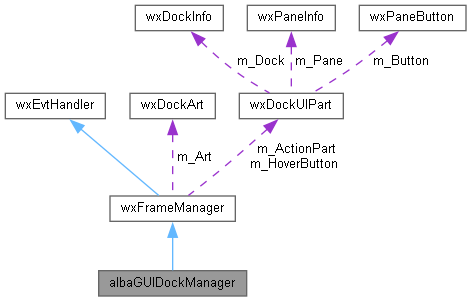 wxDockInfo
wxPaneInfo
wxPaneButton
m_Dock
m_Pane
m_Button
wxEvtHandler
wxDockArt
wxDockUIPart
m_Art
m_ActionPart
m_HoverButton
wxFrameManager
albaGUIDockManager